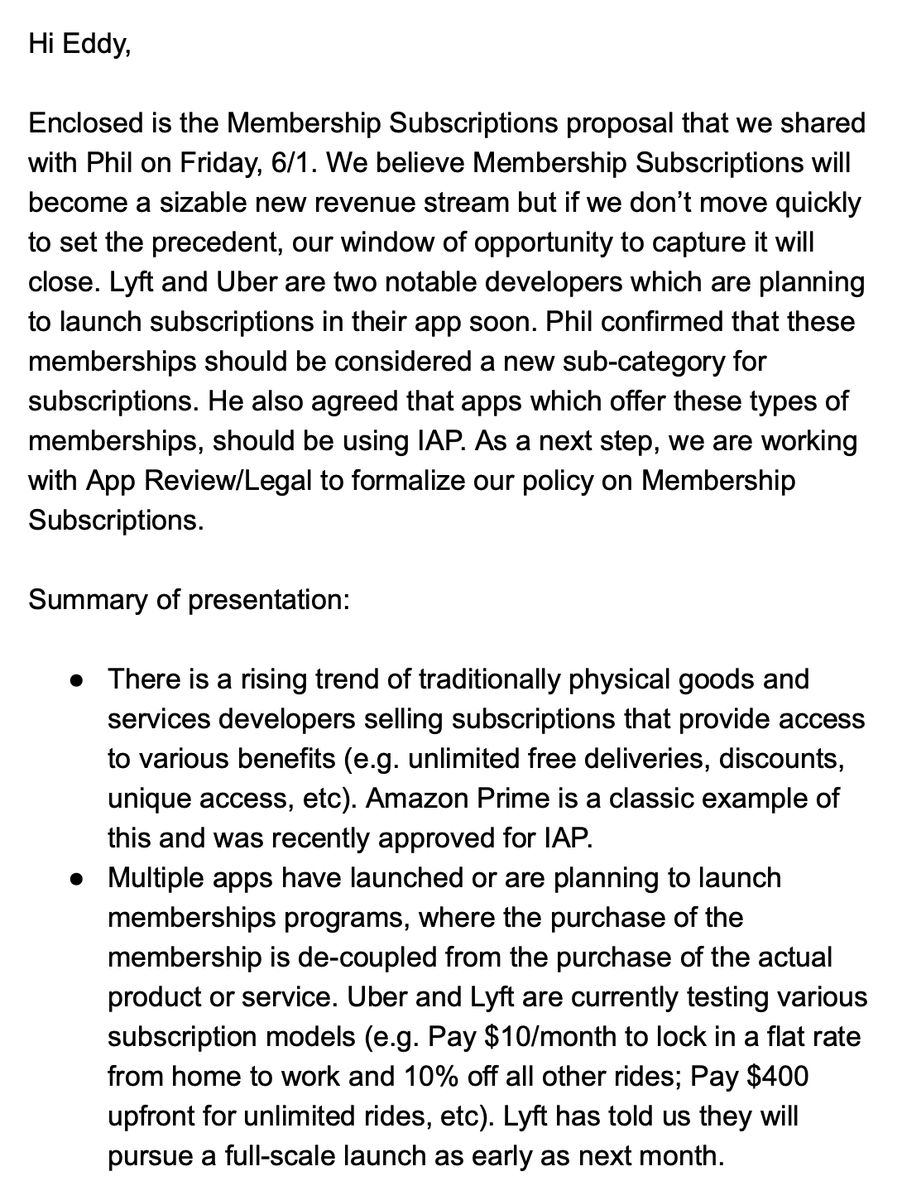 Hi Eddy,
Enclosed is the Membership Subscriptions proposal that we shared
with Phil on Friday, 6/1. We believe Membership Subscriptions will
become a sizable new revenue stream but if we don’t move quickly
to set the precedent, our window of opportunity to capture it will
close. Lyft and Uber are two notable developers which are planning
to launch subscriptions in their app soon. Phil confirmed that these
memberships should be considered a new sub-category for
subscriptions. He also agreed that apps which offer these types of
memberships, should be using IAP. As a next step, we are working
with App Review/Legal to formalize our policy on Membership
Subscriptions.
Summary of presentation:
● There is a rising trend of traditionally physical goods and
services developers selling subscriptions that provide access
to various benefits (e.g. unlimited free deliveries, discounts,
unique access, etc). Amazon Prime is a classic example of
this and was recently approved for IAP.
● Multiple apps have launched or are planning to launch
memberships programs, where the purchase of the
membership is de-coupled from the purchase of the actual
product or service. Uber and Lyft are currently testing various
subscription models (e.g. Pay $10/month to lock in a flat rate
from home to work and 10% off all other rides; Pay $400
upfront for unlimited rides, etc). Lyft has told us they will
pursue a full-scale launch as early as next month.